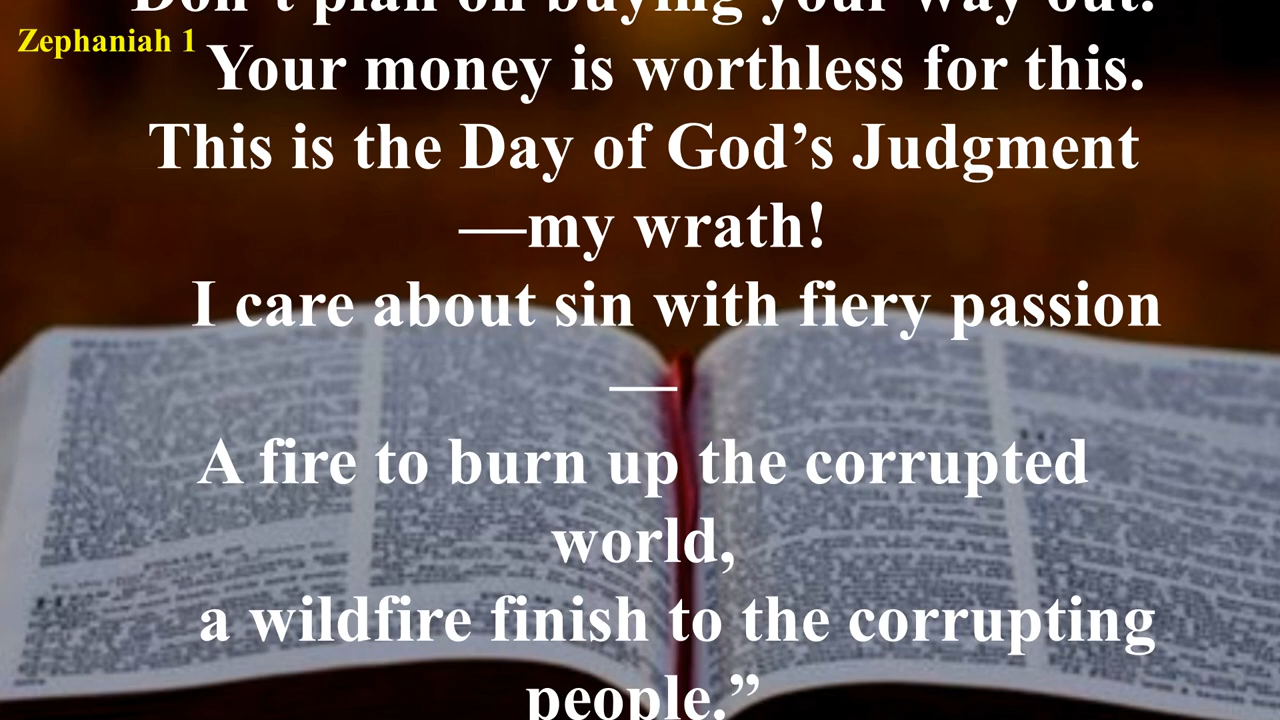 Don’t plan on buying your way out.
Zephaniah 1
Your money is worthless for this.
This is the Day of God’s Judgment
—my wrath!
I care about sin with fiery passion
—
A fire to burn up the corrupted
world,
a wildfire finish to the corrupting
people.”